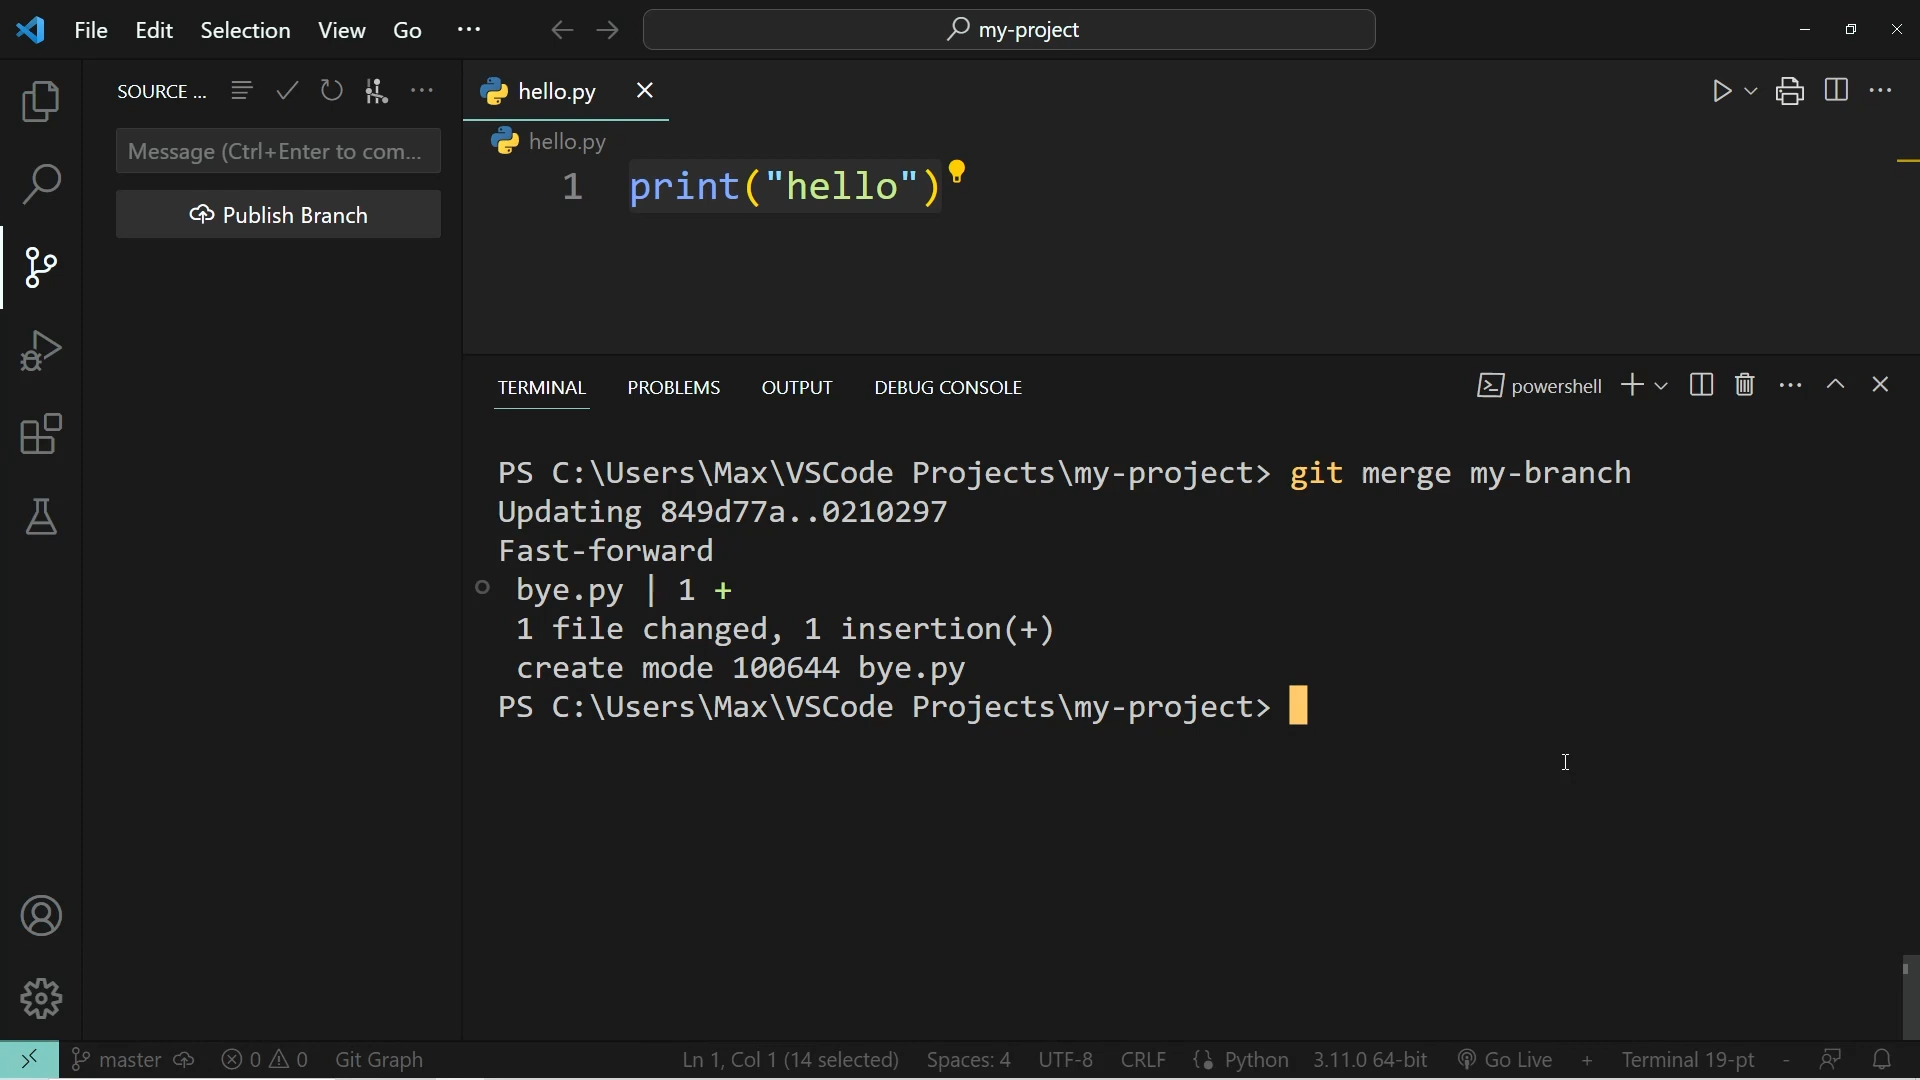 File Edit Selection View Go ... my-project
SOURCE ...
Message (Ctrl+Enter to com...
Publish Branch
hello.py
hello.py
1 print("hello")
TERMINAL PROBLEMS OUTPUT DEBUG CONSOLE powershell
PS C:\Users\Max\VSCode Projects\my-project> git merge my-branch
Updating 849d77a..0210297
Fast-forward
bye.py | 1 +
1 file changed, 1 insertion(+)
create mode 100644 bye.py
PS C:\Users\Max\VSCode Projects\my-project>
master 0 0 Git Graph Ln 1, Col 1 (14 selected) Spaces: 4 UTF-8 CRLF Python 3.11.0 64-bit Go Live + Terminal 19-pt -